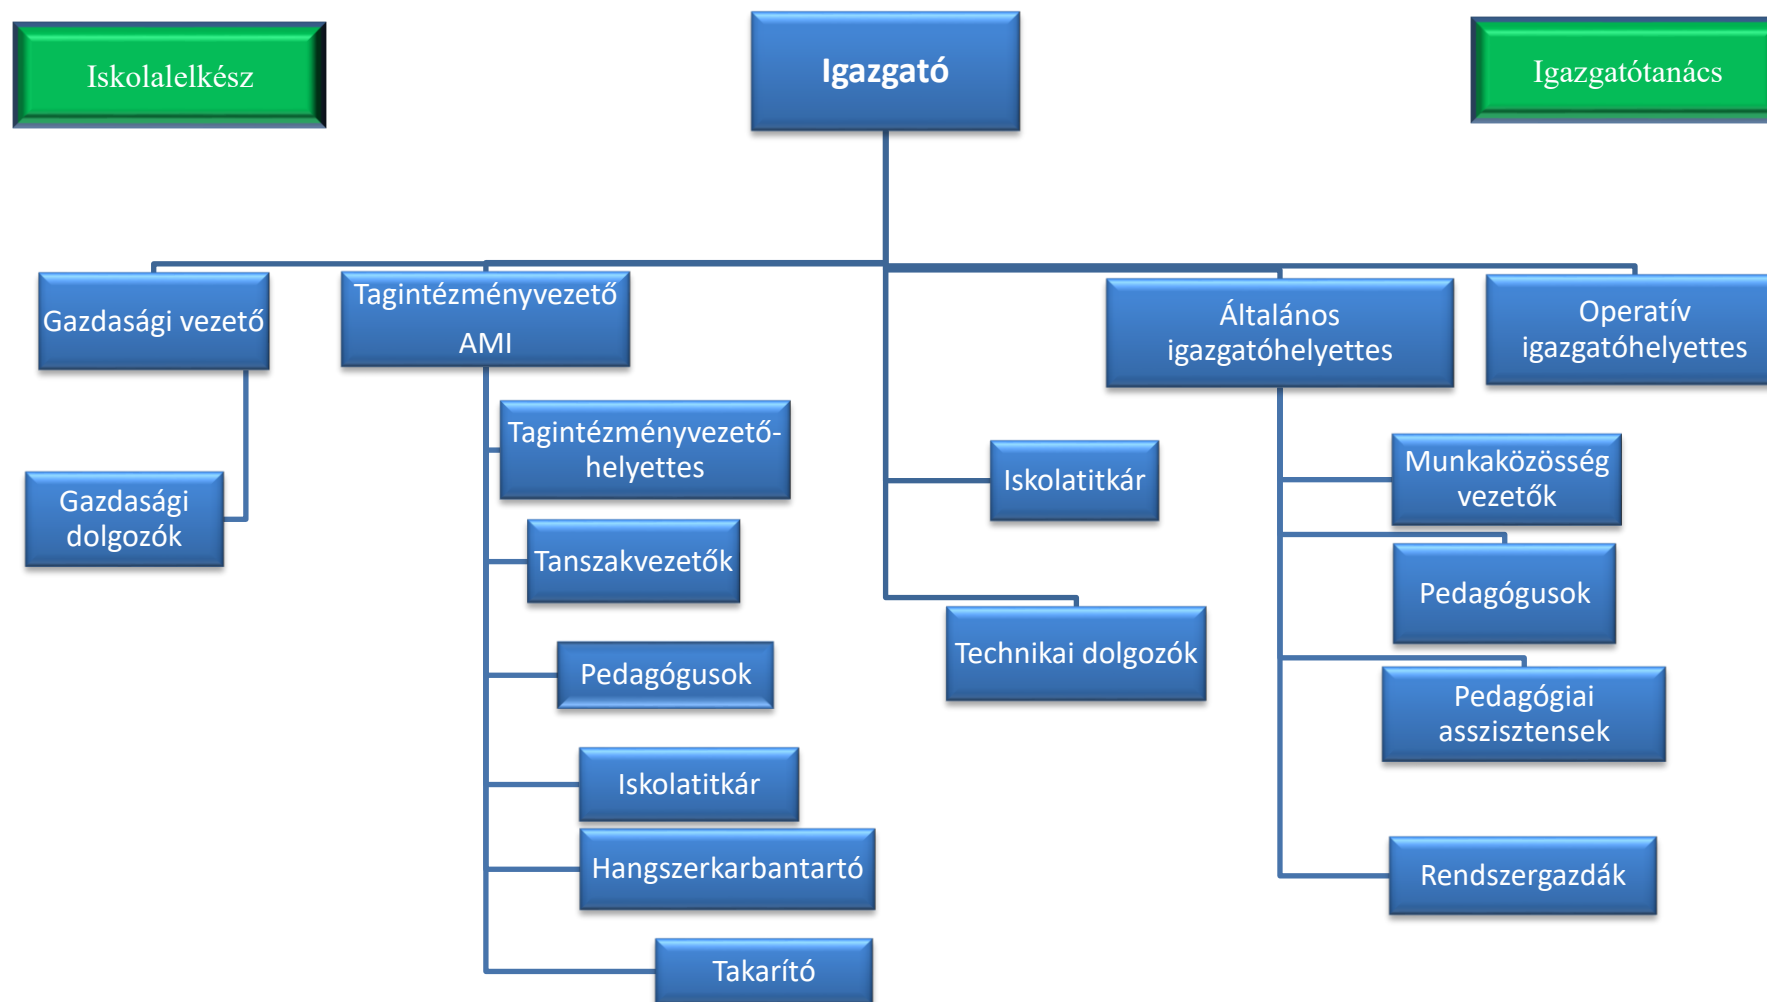 Iskolalelkész
Igazgató
Igazgatótanács
Gazdasági vezető
Tagintézményvezető
AMI
Általános
igazgatóhelyettes
Operatív
igazgatóhelyettes
Gazdasági
dolgozók
Tagintézményvezető-
helyettes
Tanszakvezetők
Pedagógusok
Iskolatitkár
Hangszerkarbantartó
Takarító
Iskolatitkár
Technikai dolgozók
Munkaközösség
vezetők
Pedagógusok
Pedagógiai
asszisztensek
Rendszergazdák